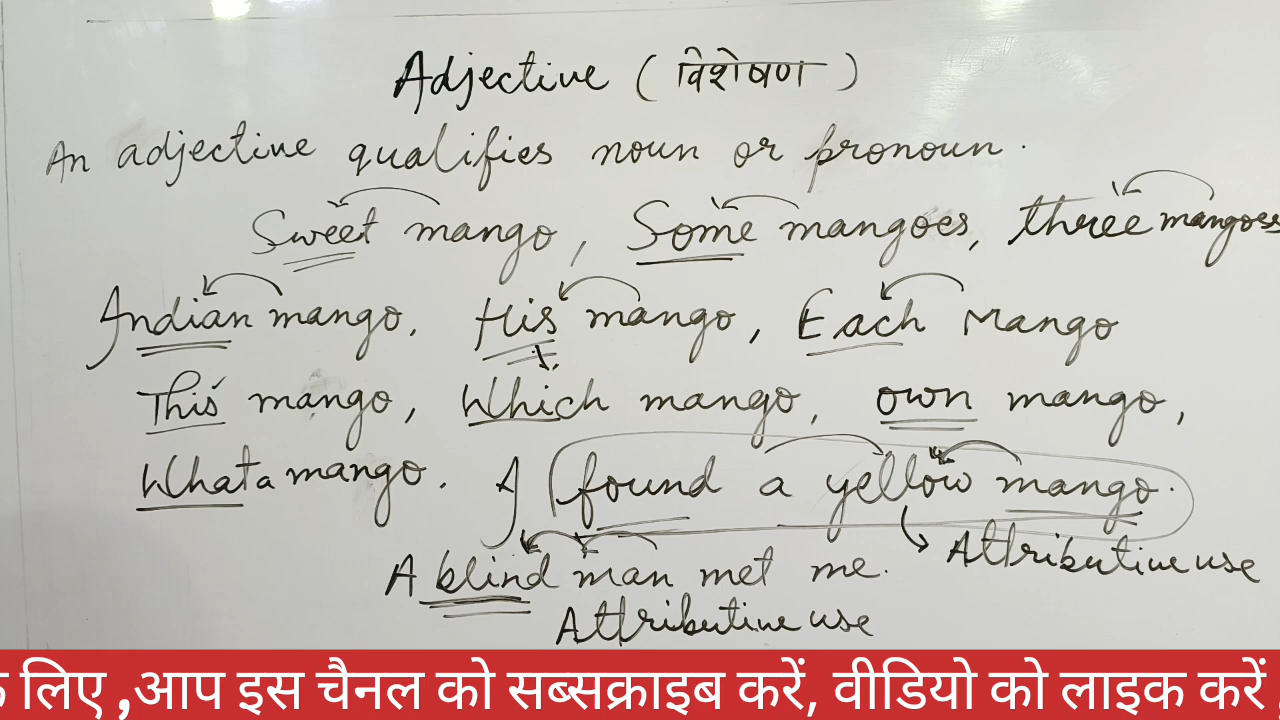 Adjective (विशेषण)
An adjective qualifies noun or pronoun.
Sweet mango, Some mangoes, three mangoes
Indian mango, His mango, Each Mango
This mango, Which mango, own mango,
What a mango. I found a yellow mango.
A blind man met me. Attributive use
Attributive use
लिए ,आप इस चैनल को सब्सक्राइब करें, वीडियो को लाइक करें ,